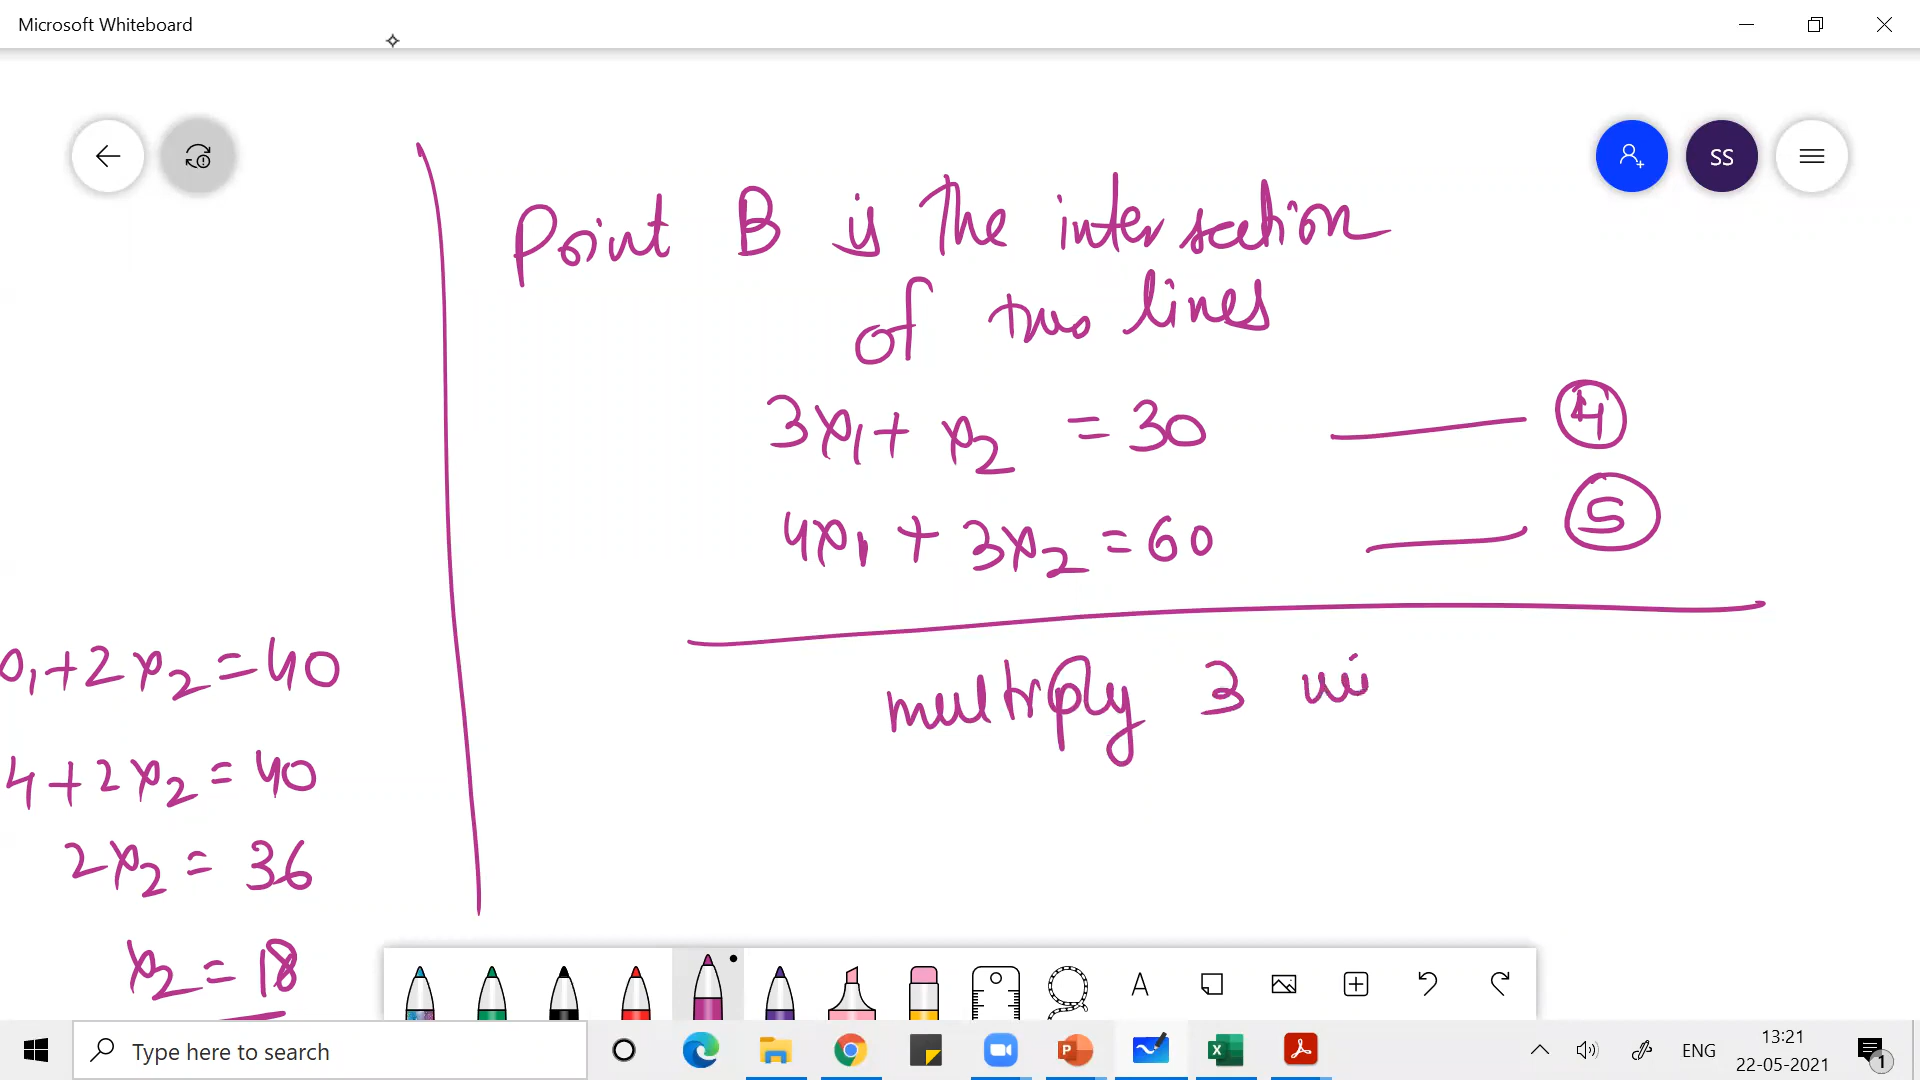 Microsoft Whiteboard
SS
Point B is the intersection
of two lines
3x₁ + x₂ = 30 ——— 4
4x₁ + 3x₂ = 60 ——— 5
multiply 3
x₁+2x₂=40
4+2x₂=40
2x₂= 36
x₂=18
A
Type here to search
ENG
13:21
22-05-2021
1